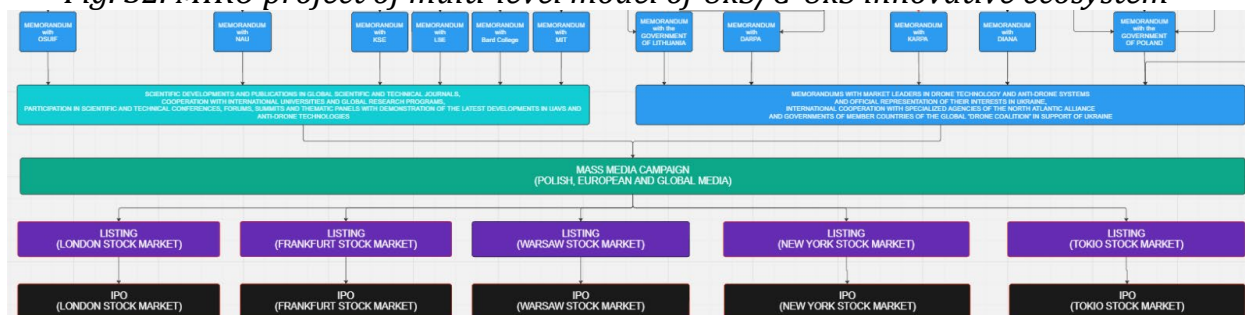 Fig. 32. MIRO-project of multi-level model of UKS/G-UKS innovative ecosystem
MEMORANDUM
with
OSUIF
MEMORANDUM
with
NAU
MEMORANDUM
with
KSE
MEMORANDUM
with
LSE
MEMORANDUM
with
Bard College
MEMORANDUM
with
MIT
MEMORANDUM
with the
GOVERNMENT
OF LITHUANIA
MEMORANDUM
with
DARPA
MEMORANDUM
with
KARPA
MEMORANDUM
with
DIANA
MEMORANDUM
with the
GOVERNMENT
OF POLAND
SCIENTIFIC DEVELOPMENTS AND PUBLICATIONS IN GLOBAL SCIENTIFIC AND TECHNICAL JOURNALS,
COOPERATION WITH INTERNATIONAL UNIVERSITIES AND GLOBAL RESEARCH PROGRAMS,
PARTICIPATION IN SCIENTIFIC AND TECHNICAL CONFERENCES, FORUMS, SUMMITS AND THEMATIC PANELS WITH DEMONSTRATION OF THE LATEST DEVELOPMENTS IN UAVS AND
ANTI-DRONE TECHNOLOGIES
MEMORANDUMS WITH MARKET LEADERS IN DRONE TECHNOLOGY AND ANTI-DRONE SYSTEMS
AND OFFICIAL REPRESENTATION OF THEIR INTERESTS IN UKRAINE,
INTERNATIONAL COOPERATION WITH SPECIALIZED AGENCIES OF THE NORTH ATLANTIC ALLIANCE
AND GOVERNMENTS OF MEMBER COUNTRIES OF THE GLOBAL "DRONE COALITION" IN SUPPORT OF UKRAINE
MASS MEDIA CAMPAIGN
(POLISH, EUROPEAN AND GLOBAL MEDIA)
LISTING
(LONDON STOCK MARKET)
LISTING
(FRANKFURT STOCK MARKET)
LISTING
(WARSAW STOCK MARKET)
LISTING
(NEW YORK STOCK MARKET)
LISTING
(TOKIO STOCK MARKET)
IPO
(LONDON STOCK MARKET)
IPO
(FRANKFURT STOCK MARKET)
IPO
(WARSAW STOCK MARKET)
IPO
(NEW YORK STOCK MARKET)
IPO
(TOKIO STOCK MARKET)